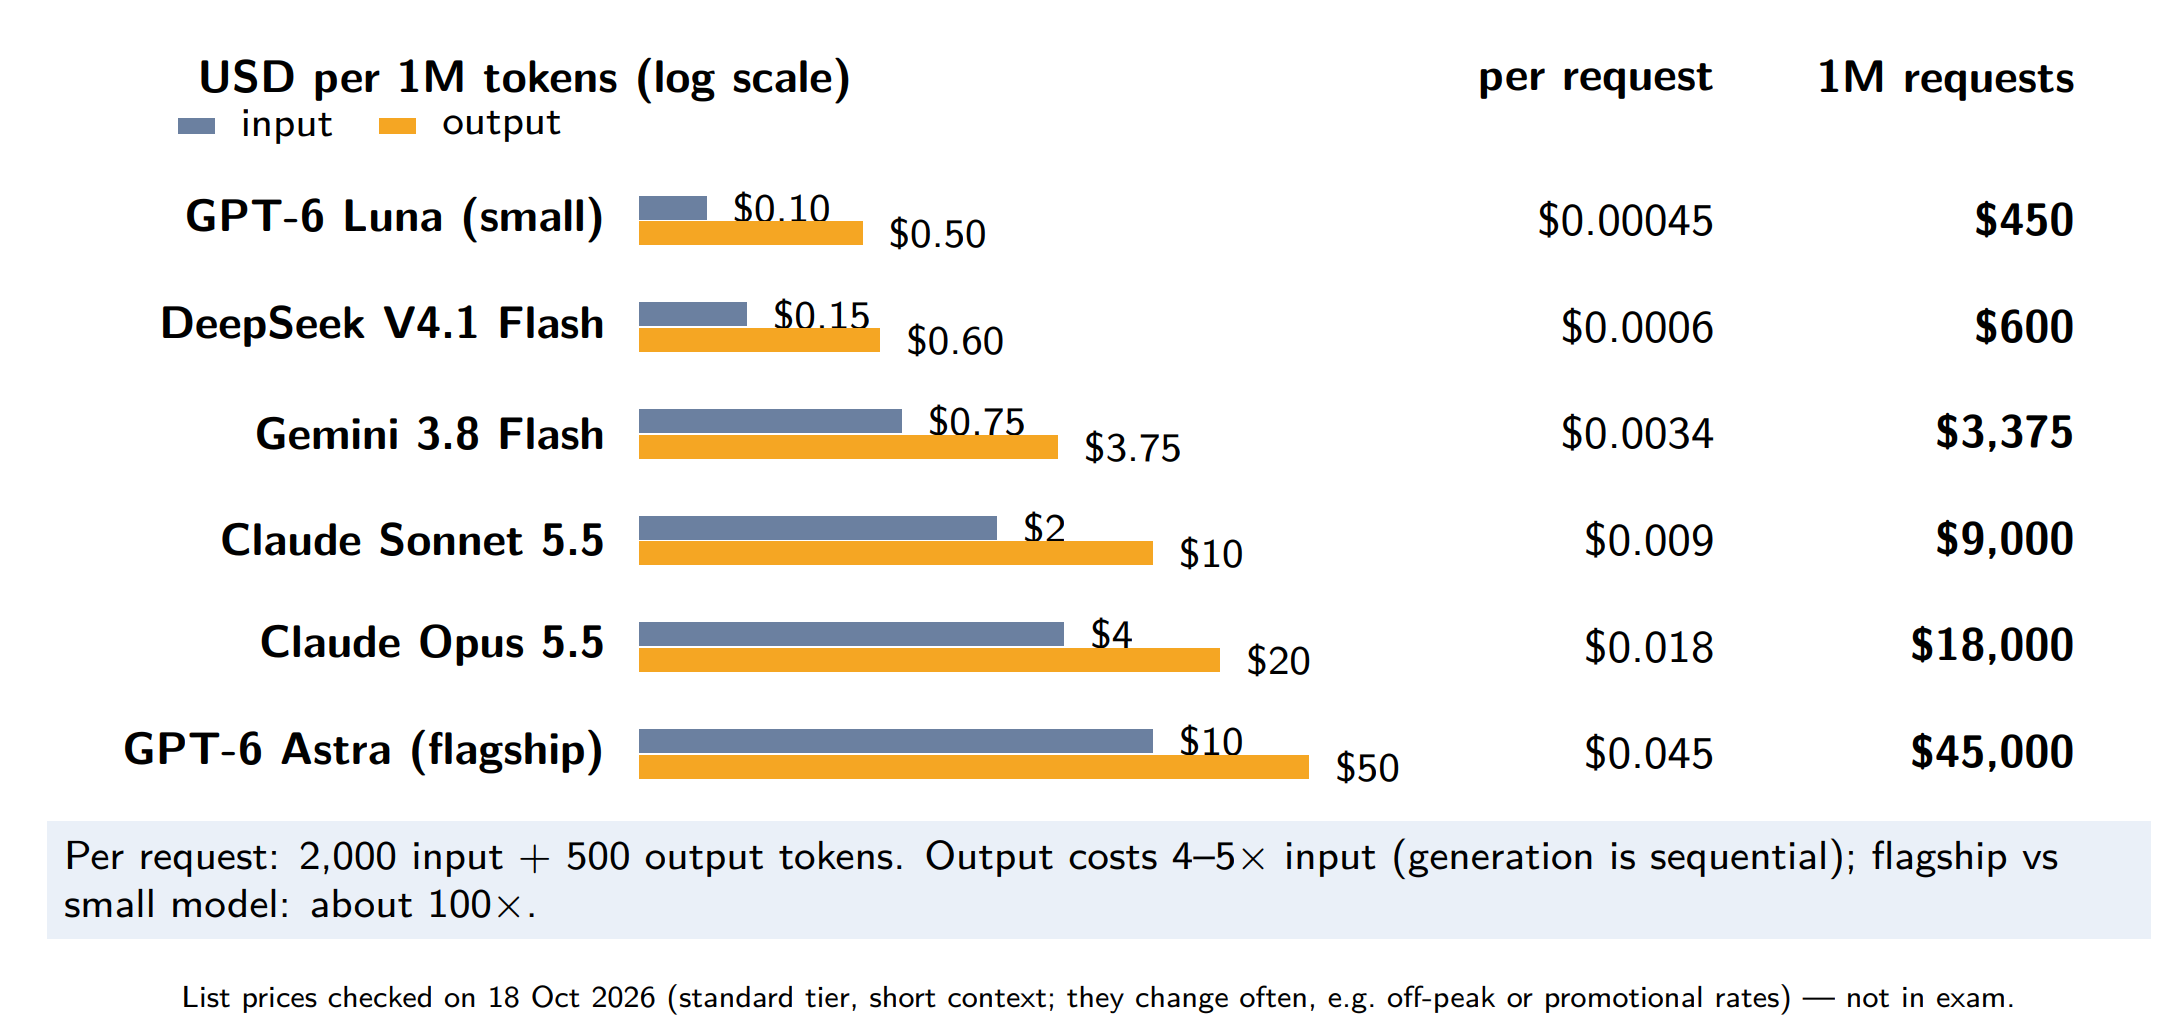 USD per 1M tokens (log scale) per request 1M requests
input output
GPT-6 Luna (small) $0.10 $0.50 $0.00045 $450
DeepSeek V4.1 Flash $0.15 $0.60 $0.0006 $600
Gemini 3.8 Flash $0.75 $3.75 $0.0034 $3,375
Claude Sonnet 5.5 $2 $10 $0.009 $9,000
Claude Opus 5.5 $4 $20 $0.018 $18,000
GPT-6 Astra (flagship) $10 $50 $0.045 $45,000
Per request: 2,000 input + 500 output tokens. Output costs 4–5× input (generation is sequential); flagship vs
small model: about 100×.
List prices checked on 18 Oct 2026 (standard tier, short context; they change often, e.g. off-peak or promotional rates) — not in exam.